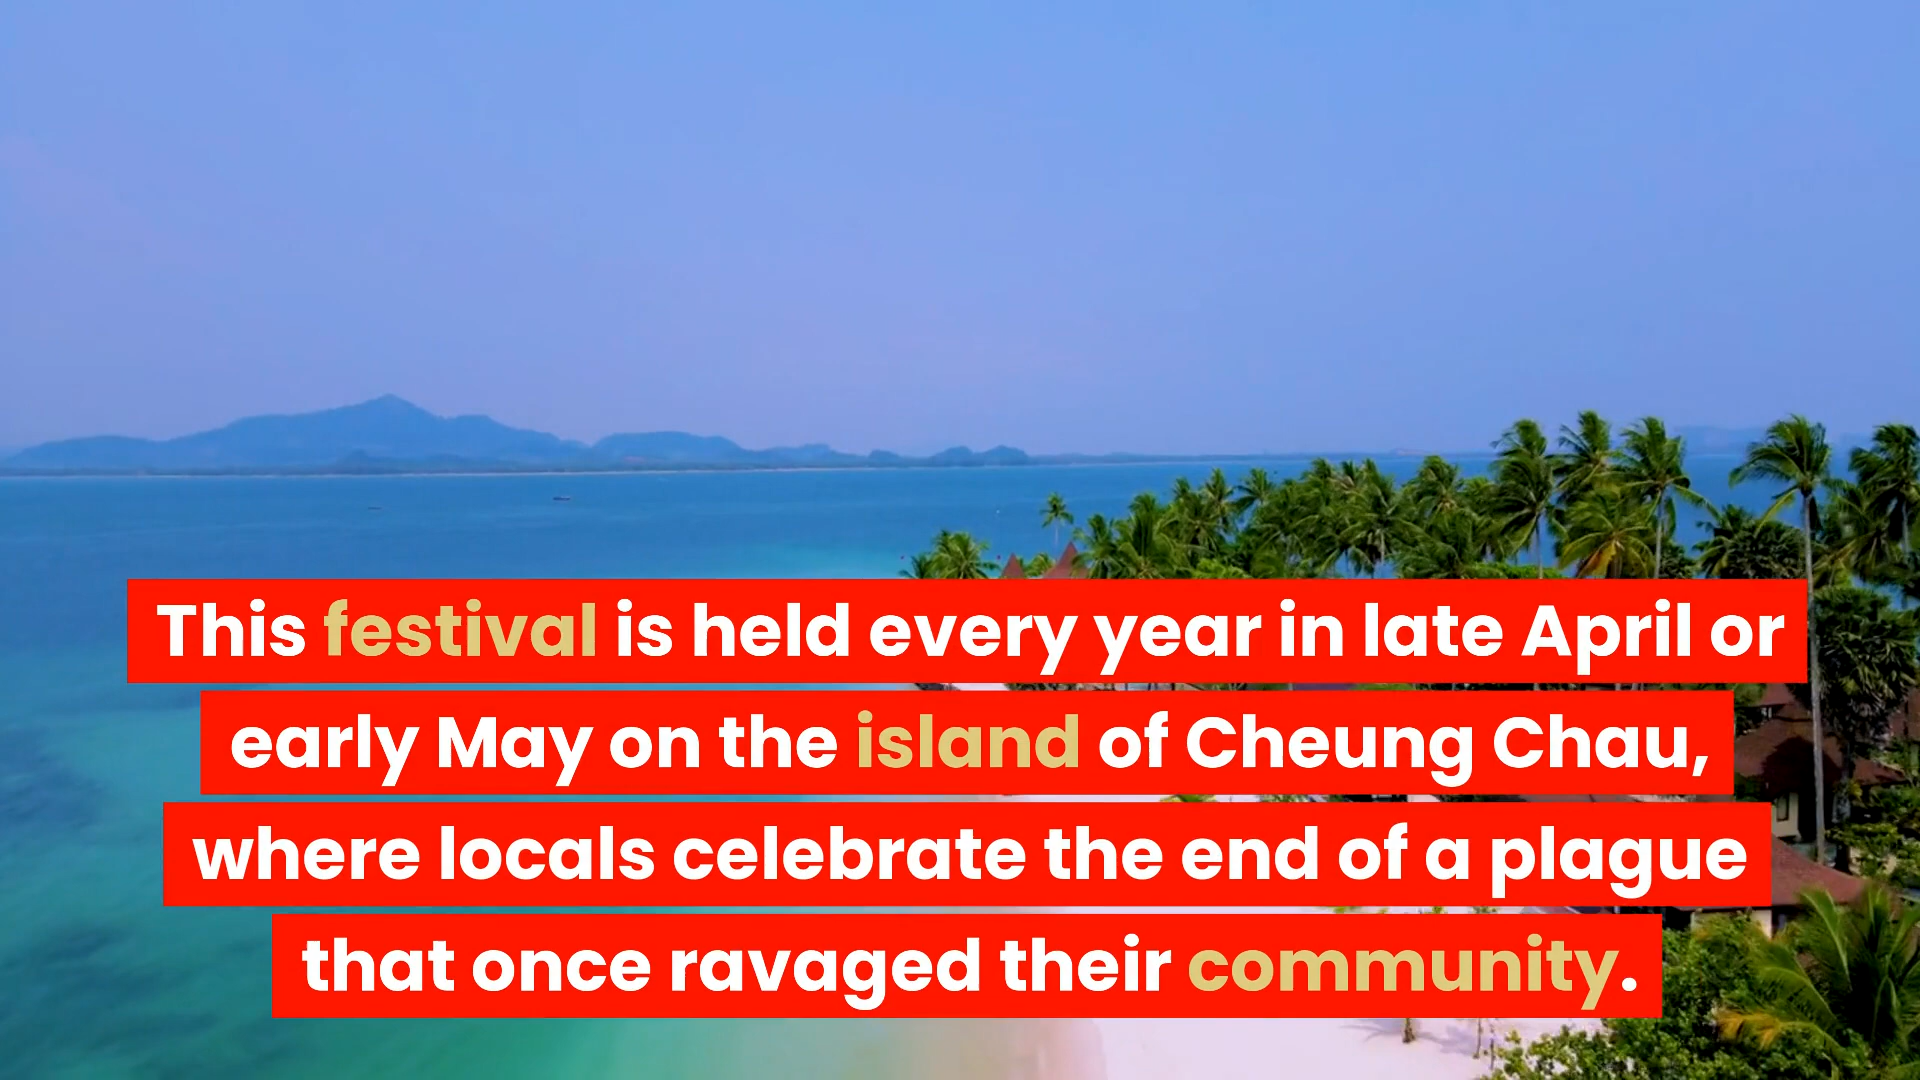 This festival is held every year in late April or
early May on the island of Cheung Chau,
where locals celebrate the end of a plague
that once ravaged their community.